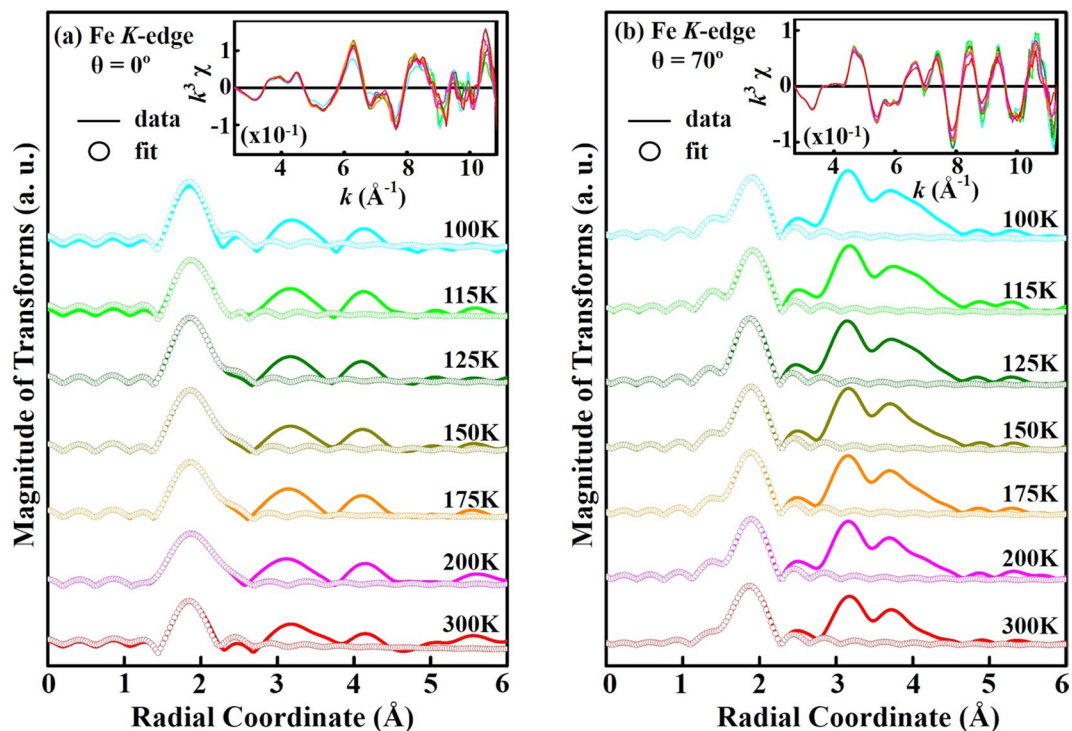 (a) Fe K-edge
θ = 0º
data
fit
k³ χ
1
0
-1
(x10⁻¹)
4
6
8
10
k (Å⁻¹)
100K
115K
125K
150K
175K
200K
300K
Magnitude of Transforms (a. u.)
0
1
2
3
4
5
6
Radial Coordinate (Å)
(b) Fe K-edge
θ = 70º
data
fit
k³ χ
1
0
-1
(x10⁻¹)
4
6
8
10
k (Å⁻¹)
100K
115K
125K
150K
175K
200K
300K
Magnitude of Transforms (a. u.)
0
1
2
3
4
5
6
Radial Coordinate (Å)